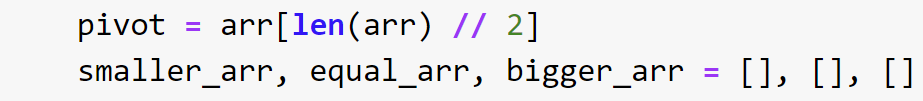 pivot = arr[len(arr) // 2]
smaller_arr, equal_arr, bigger_arr = [], [], []